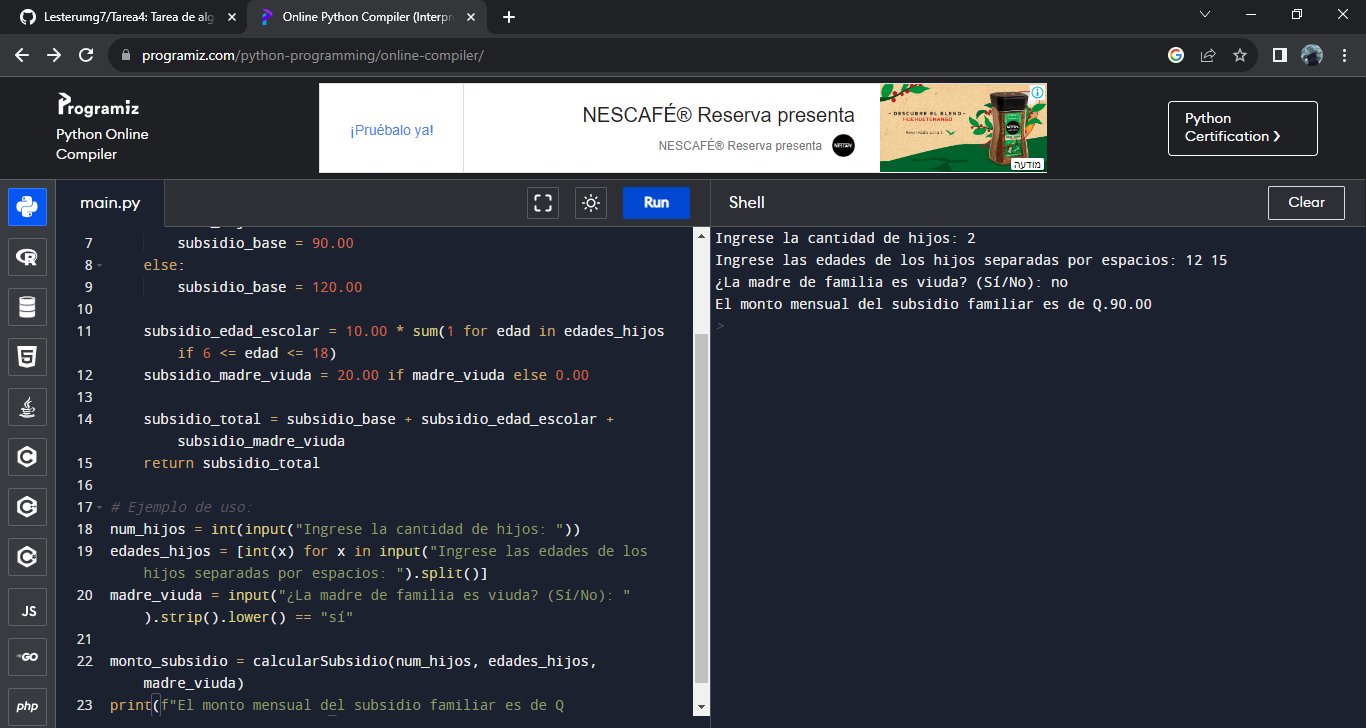 Lesterumg7/Tarea4: Tarea de alg
Online Python Compiler (Interpre
programiz.com/python-programming/online-compiler/
Programiz
Python Online
Compiler
¡Pruébalo ya!
NESCAFÉ® Reserva presenta
NESCAFÉ® Reserva presenta
DESCUBRE EL BLEND
HUEHUETENANGO
מודעה
Python
Certification ❯
main.py
Run
Shell
Clear
7 subsidio_base = 90.00
8 else:
9 subsidio_base = 120.00
10
11 subsidio_edad_escolar = 10.00 * sum(1 for edad in edades_hijos
if 6 <= edad <= 18)
12 subsidio_madre_viuda = 20.00 if madre_viuda else 0.00
13
14 subsidio_total = subsidio_base + subsidio_edad_escolar +
subsidio_madre_viuda
15 return subsidio_total
16
17 # Ejemplo de uso:
18 num_hijos = int(input("Ingrese la cantidad de hijos: "))
19 edades_hijos = [int(x) for x in input("Ingrese las edades de los
hijos separadas por espacios: ").split()]
20 madre_viuda = input("¿La madre de familia es viuda? (Sí/No): "
).strip().lower() == "sí"
21
22 monto_subsidio = calcularSubsidio(num_hijos, edades_hijos,
madre_viuda)
23 print(f"El monto mensual del subsidio familiar es de Q
Ingrese la cantidad de hijos: 2
Ingrese las edades de los hijos separadas por espacios: 12 15
¿La madre de familia es viuda? (Sí/No): no
El monto mensual del subsidio familiar es de Q.90.00
>
R
5
C
C
C
JS
GO
php